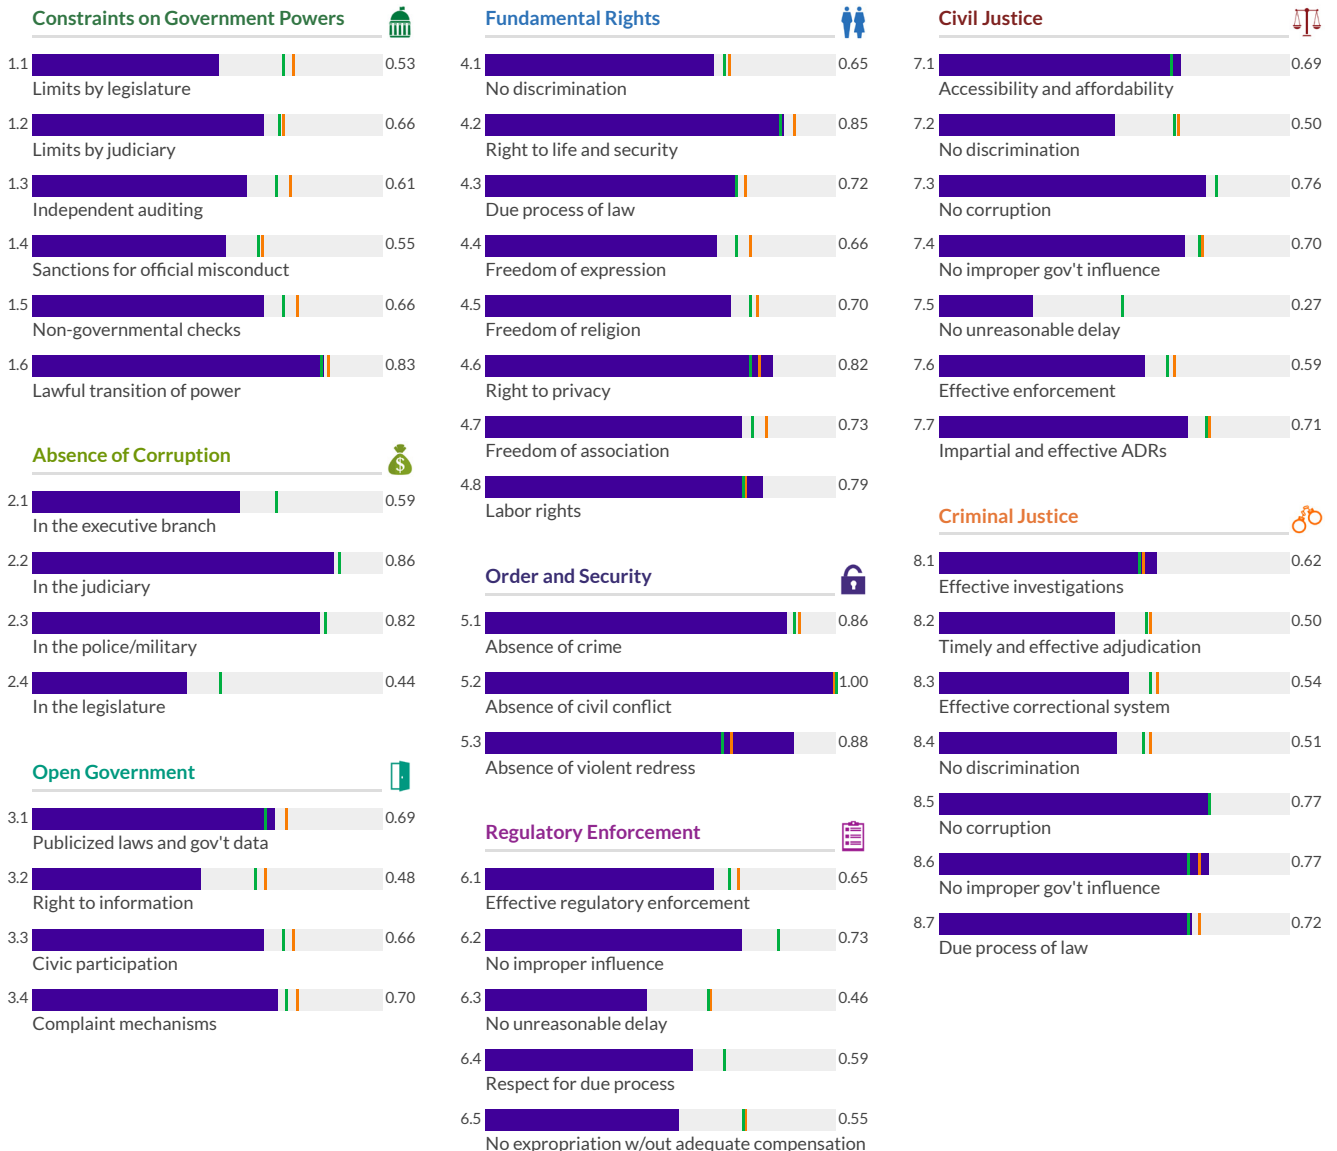 Constraints on Government Powers
1.1 0.53
Limits by legislature
1.2 0.66
Limits by judiciary
1.3 0.61
Independent auditing
1.4 0.55
Sanctions for official misconduct
1.5 0.66
Non-governmental checks
1.6 0.83
Lawful transition of power
Absence of Corruption
$
2.1 0.59
In the executive branch
2.2 0.86
In the judiciary
2.3 0.82
In the police/military
2.4 0.44
In the legislature
Open Government
3.1 0.69
Publicized laws and gov't data
3.2 0.48
Right to information
3.3 0.66
Civic participation
3.4 0.70
Complaint mechanisms
Fundamental Rights
4.1 0.65
No discrimination
4.2 0.85
Right to life and security
4.3 0.72
Due process of law
4.4 0.66
Freedom of expression
4.5 0.70
Freedom of religion
4.6 0.82
Right to privacy
4.7 0.73
Freedom of association
4.8 0.79
Labor rights
Order and Security
5.1 0.86
Absence of crime
5.2 1.00
Absence of civil conflict
5.3 0.88
Absence of violent redress
Regulatory Enforcement
6.1 0.65
Effective regulatory enforcement
6.2 0.73
No improper influence
6.3 0.46
No unreasonable delay
6.4 0.59
Respect for due process
6.5 0.55
No expropriation w/out adequate compensation
Civil Justice
7.1 0.69
Accessibility and affordability
7.2 0.50
No discrimination
7.3 0.76
No corruption
7.4 0.70
No improper gov't influence
7.5 0.27
No unreasonable delay
7.6 0.59
Effective enforcement
7.7 0.71
Impartial and effective ADRs
Criminal Justice
8.1 0.62
Effective investigations
8.2 0.50
Timely and effective adjudication
8.3 0.54
Effective correctional system
8.4 0.51
No discrimination
8.5 0.77
No corruption
8.6 0.77
No improper gov't influence
8.7 0.72
Due process of law